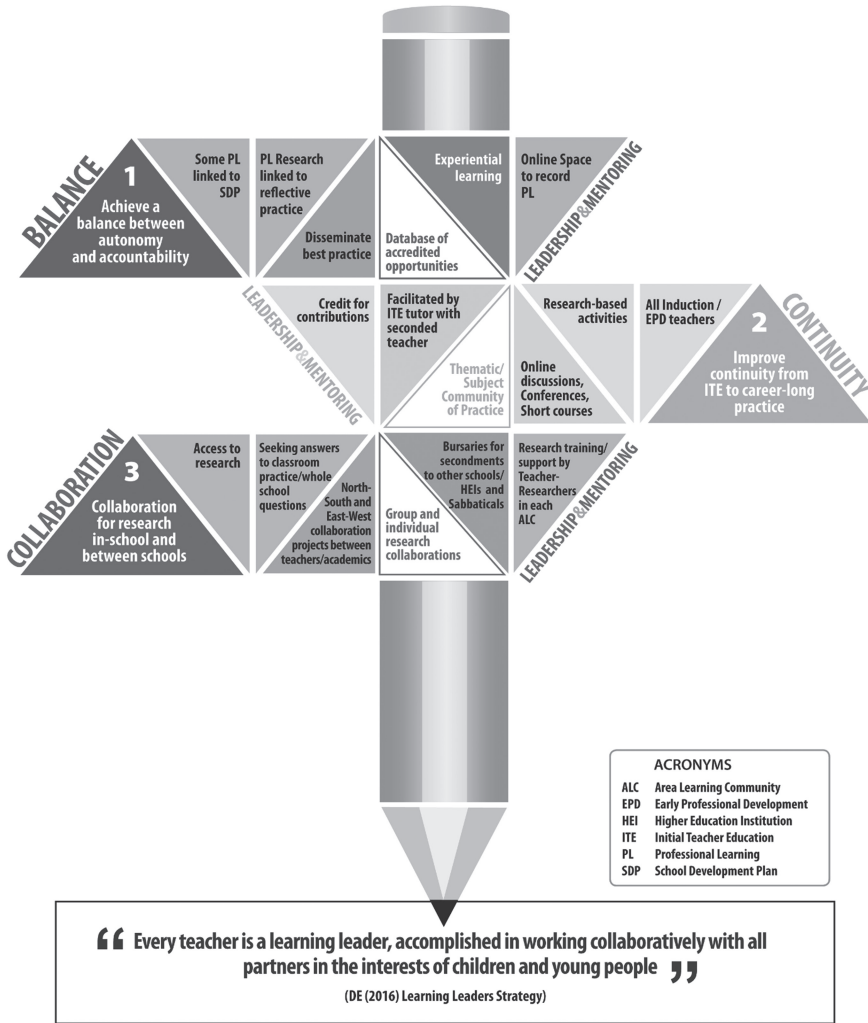 BALANCE
1
Achieve a
balance between
autonomy
and accountability
Some PL
linked to
SDP
PL Research
linked to
reflective
practice
Disseminate
best practice
Database of
accredited
opportunities
Experiential
learning
Online Space
to record
PL
LEADERSHIP&MENTORING
LEADERSHIP&MENTORING
Credit for
contributions
Facilitated by
ITE tutor with
seconded
teacher
Thematic/
Subject
Community
of Practice
Online
discussions,
Conferences,
Short courses
Research-based
activities
All Induction /
EPD teachers
2
Improve
continuity from
ITE to career-long
practice
CONTINUITY
COLLABORATION
3
Collaboration
for research
in-school and
between schools
Access to
research
Seeking answers
to classroom
practice/whole
school
questions
North-
South and
East-West
collaboration
projects between
teachers/academics
Group and
individual
research
collaborations
Bursaries for
secondments
to other schools/
HEIs and
Sabbaticals
Research training/
support by
Teacher-
Researchers
in each
ALC
LEADERSHIP&MENTORING
ACRONYMS
ALC Area Learning Community
EPD Early Professional Development
HEI Higher Education Institution
ITE Initial Teacher Education
PL Professional Learning
SDP School Development Plan
“ Every teacher is a learning leader, accomplished in working collaboratively with all
partners in the interests of children and young people ”
(DE (2016) Learning Leaders Strategy)